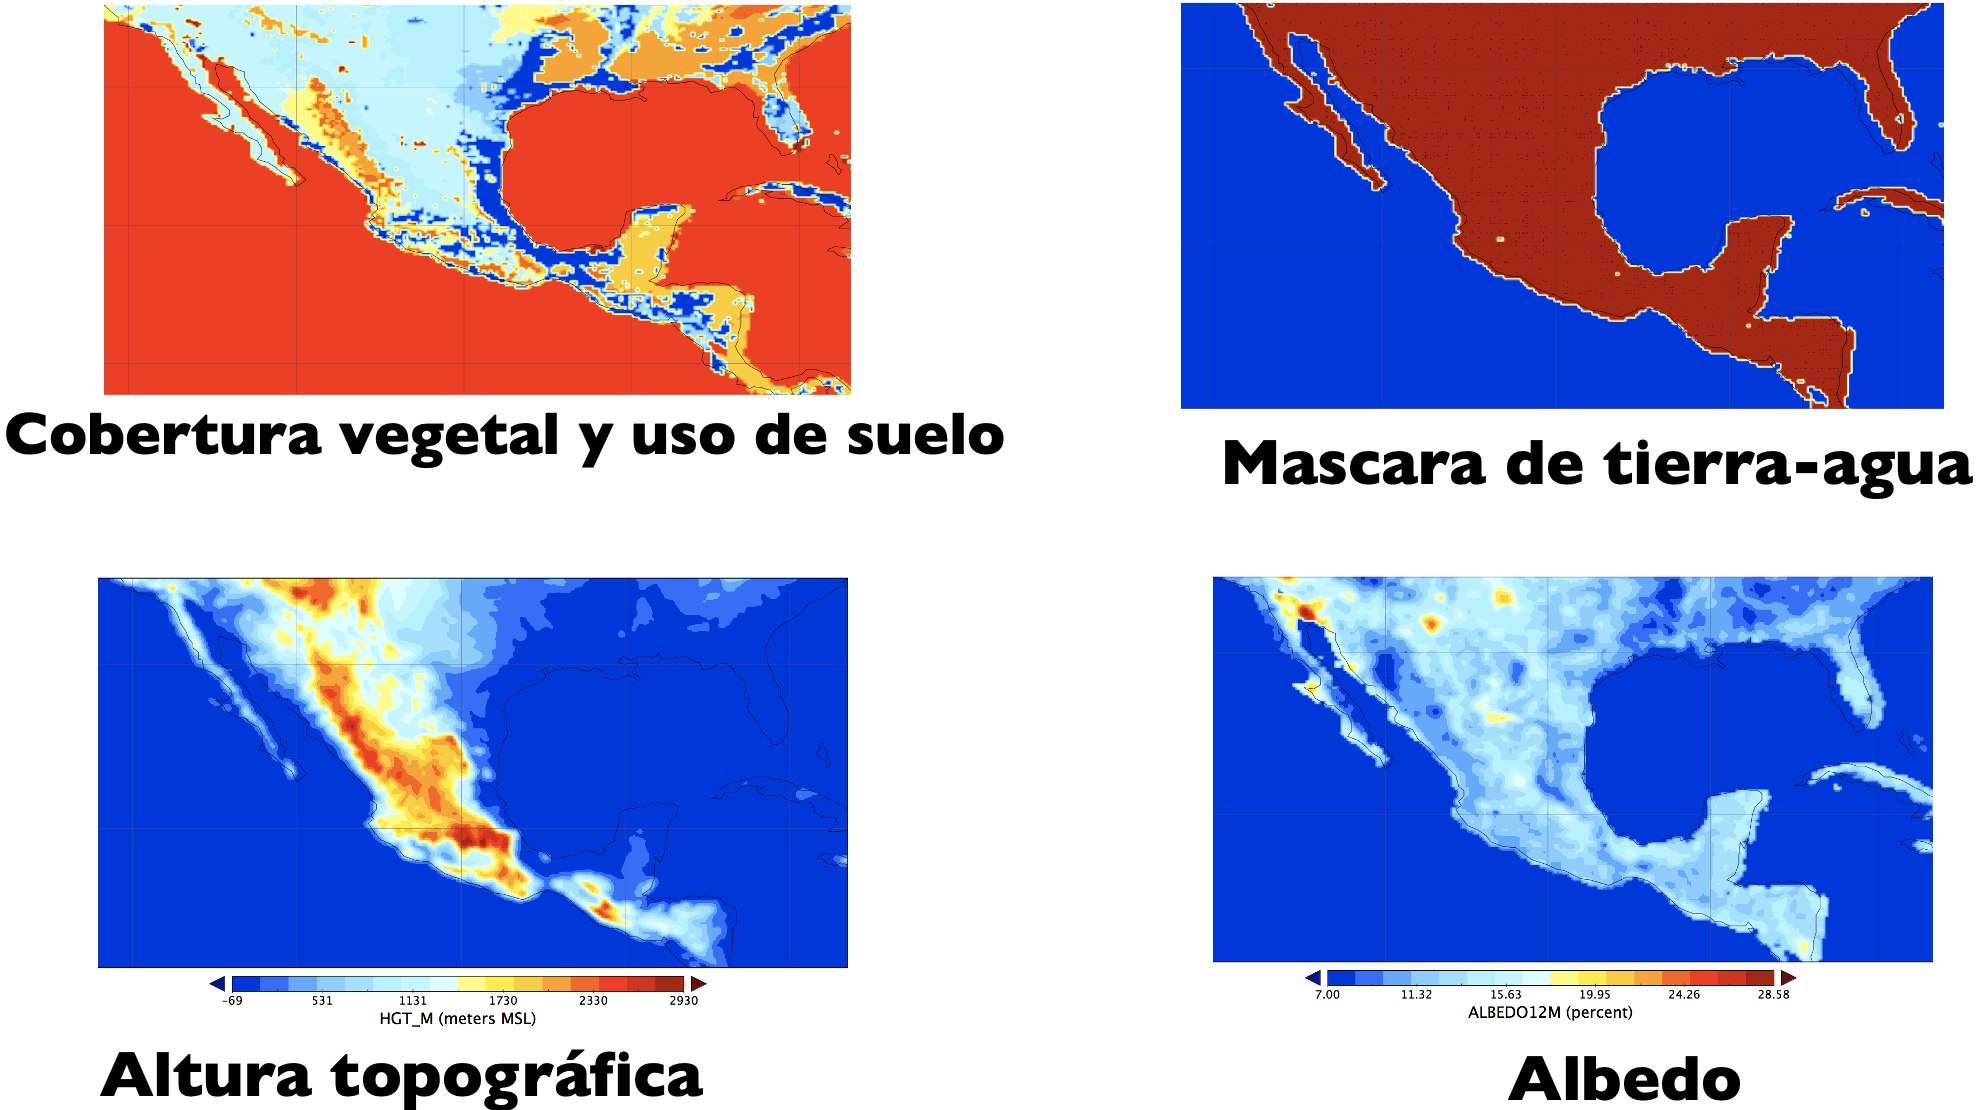 Cobertura vegetal y uso de suelo
Mascara de tierra-agua
-69 531 1131 1730 2330 2930
HGT_M (meters MSL)
Altura topográfica
7.00 11.32 15.63 19.95 24.26 28.58
ALBEDO12M (percent)
Albedo